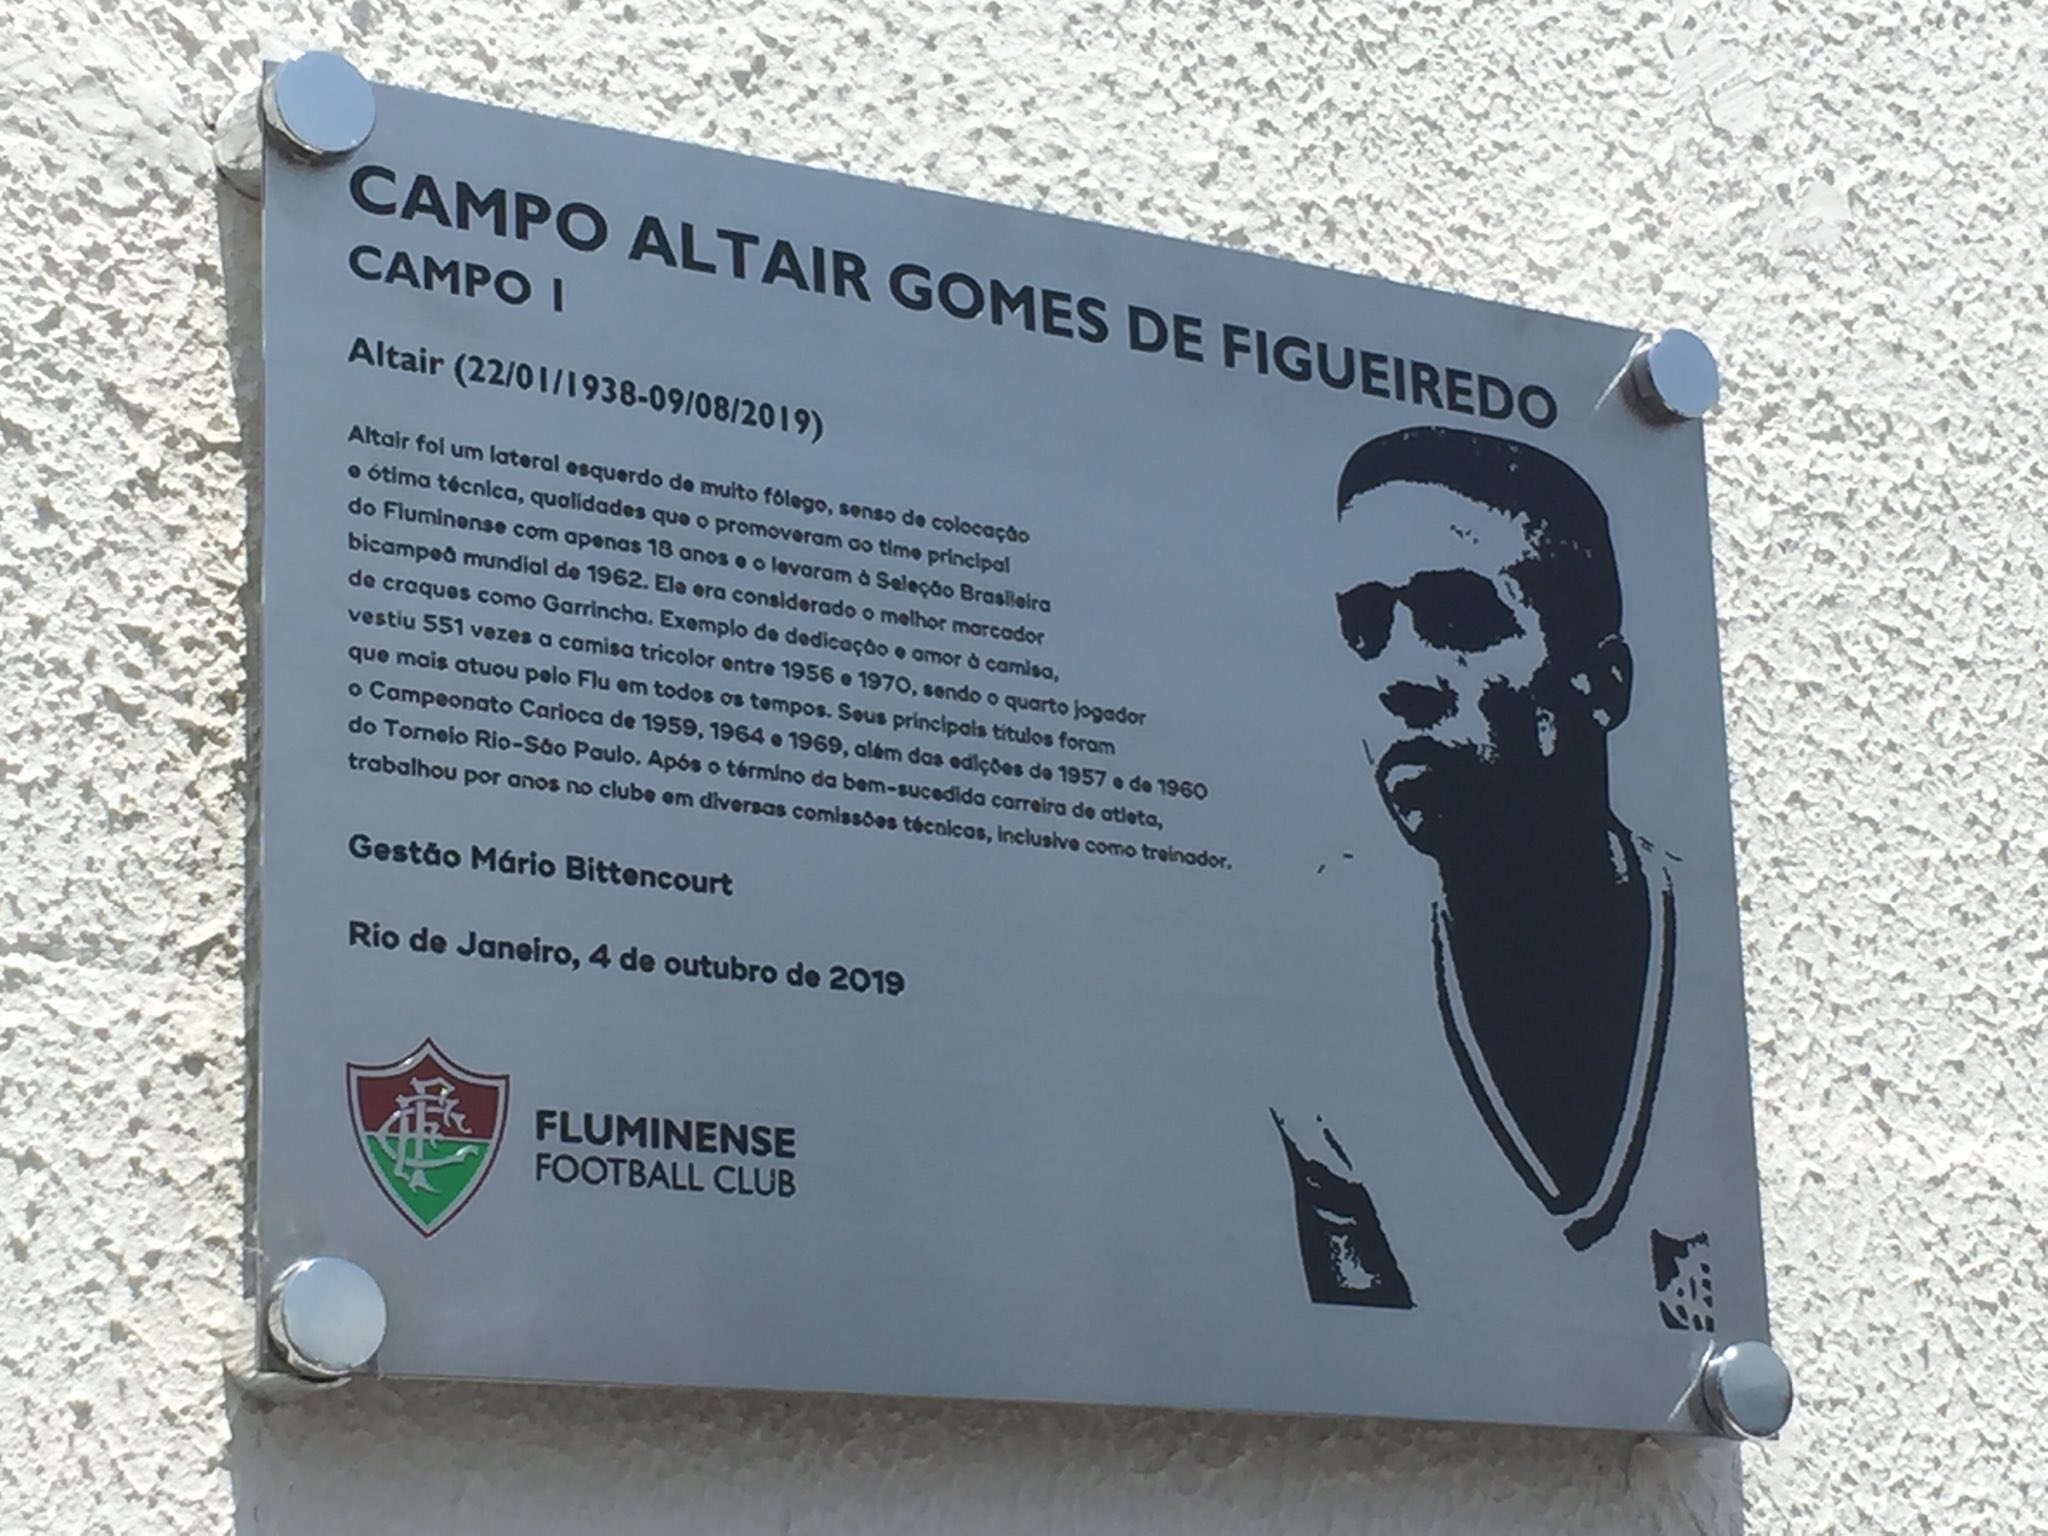 CAMPO ALTAIR GOMES DE FIGUEIREDO
CAMPO 1
Altair (22/01/1938-09/08/2019)
Altair foi um lateral esquerdo de muito fôlego, senso de colocação
e ótima técnica, qualidades que o promoveram ao time principal
do Fluminense com apenas 18 anos e o levaram à Seleção Brasileira
bicampeã mundial de 1962. Ele era considerado o melhor marcador
de craques como Garrincha. Exemplo de dedicação e amor à camisa,
vestiu 551 vezes a camisa tricolor entre 1956 e 1970, sendo o quarto jogador
que mais atuou pelo Flu em todos os tempos. Seus principais títulos foram
o Campeonato Carioca de 1959, 1964 e 1969, além das edições de 1957 e de 1960
do Torneio Rio-São Paulo. Após o término da bem-sucedida carreira de atleta,
trabalhou por anos no clube em diversas comissões técnicas, inclusive como treinador.
Gestão Mário Bittencourt
Rio de Janeiro, 4 de outubro de 2019
FFC
FLUMINENSE
FOOTBALL CLUB